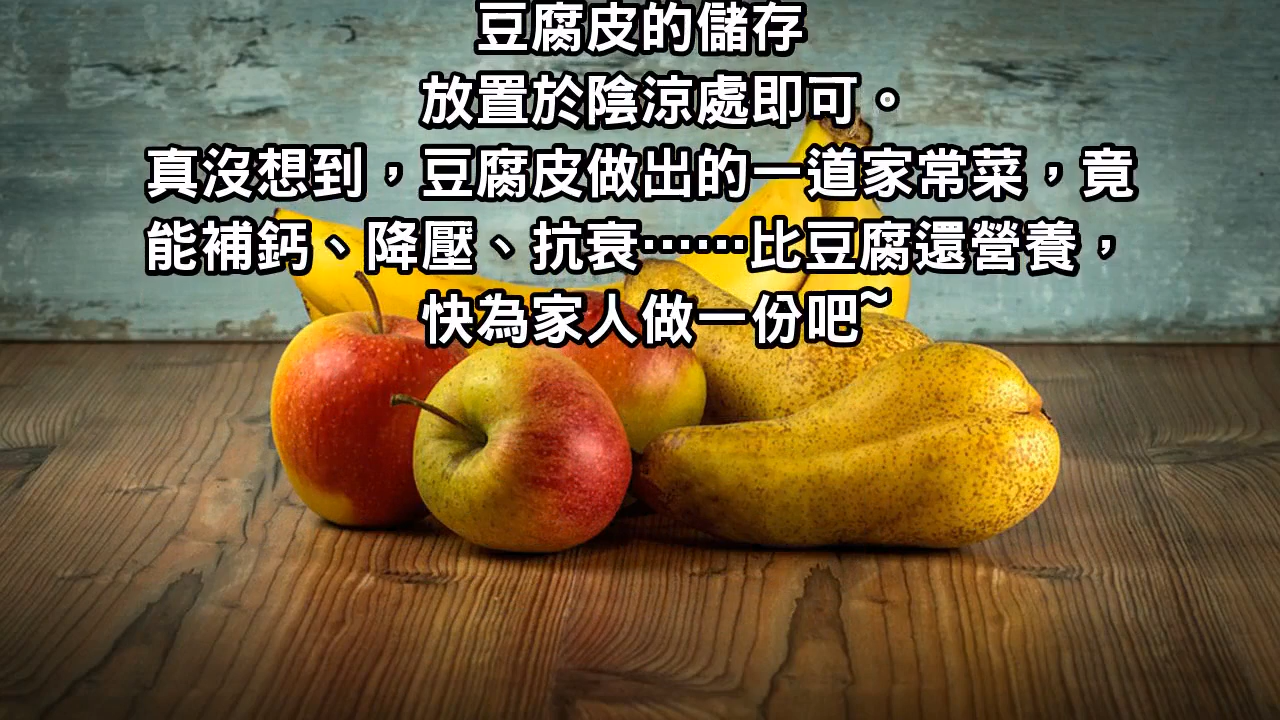 豆腐皮的儲存
放置於陰涼處即可。
真沒想到，豆腐皮做出的一道家常菜，竟
能補鈣、降壓、抗衰……比豆腐還營養，
快為家人做一份吧~